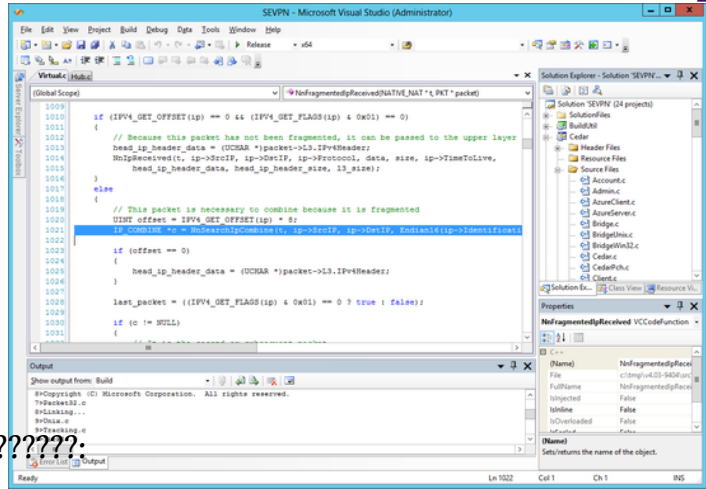 SEVPN - Microsoft Visual Studio (Administrator)
File Edit View Project Build Debug Data Tools Window Help
Release x64
Virtual.c Hub.c
(Global Scope) NnFragmentedIpReceived(NATIVE_NAT * t, PKT * packet)
1009
1010 if (IPV4_GET_OFFSET(ip) == 0 && (IPV4_GET_FLAGS(ip) & 0x01) == 0)
1011 {
1012 // Because this packet has not been fragmented, it can be passed to the upper layer
1013 head_ip_header_data = (UCHAR *)packet->L3.IPv4Header;
1014 NnIpReceived(t, ip->SrcIP, ip->DstIP, ip->Protocol, data, size, ip->TimeToLive,
1015 head_ip_header_data, head_ip_header_size, l3_size);
1016 }
1017 else
1018 {
1019 // This packet is necessary to combine because it is fragmented
1020 UINT offset = IPV4_GET_OFFSET(ip) * 8;
1021 IP_COMBINE *c = NnSearchIpCombine(t, ip->SrcIP, ip->DstIP, Endian16(ip->Identificati
1022
1023 if (offset == 0)
1024 {
1025 head_ip_header_data = (UCHAR *)packet->L3.IPv4Header;
1026 }
1027
1028 last_packet = ((IPV4_GET_FLAGS(ip) & 0x01) == 0 ? true : false);
1029
1030 if (c != NULL)
1031 {
Output
Show output from: Build
8>Copyright (C) Microsoft Corporation. All rights reserved.
7>Packet32.c
8>Linking...
9>Unix.c
9>Tracking.c
??????:
Error List Output
Server Explorer
Toolbox
Solution Explorer - Solution 'SEVPN'...
Solution 'SEVPN' (24 projects)
SolutionFiles
BuildUtil
Cedar
Header Files
Resource Files
Source Files
Account.c
Admin.c
AzureClient.c
AzureServer.c
Bridge.c
BridgeUnix.c
BridgeWin32.c
Cedar.c
CedarPch.c
Client.c
Solution Ex... Class View Resource Vi...
Properties
NnFragmentedIpReceived VCCodeFunction
C++
(Name) NnFragmentedIpRecei
File c:\tmp\v4.03-9404\src\
FullName NnFragmentedIpRecei
IsInjected False
IsInline False
IsOverloaded False
(Name)
Sets/returns the name of the object.
Ready Ln 1022 Col 1 Ch 1 INS